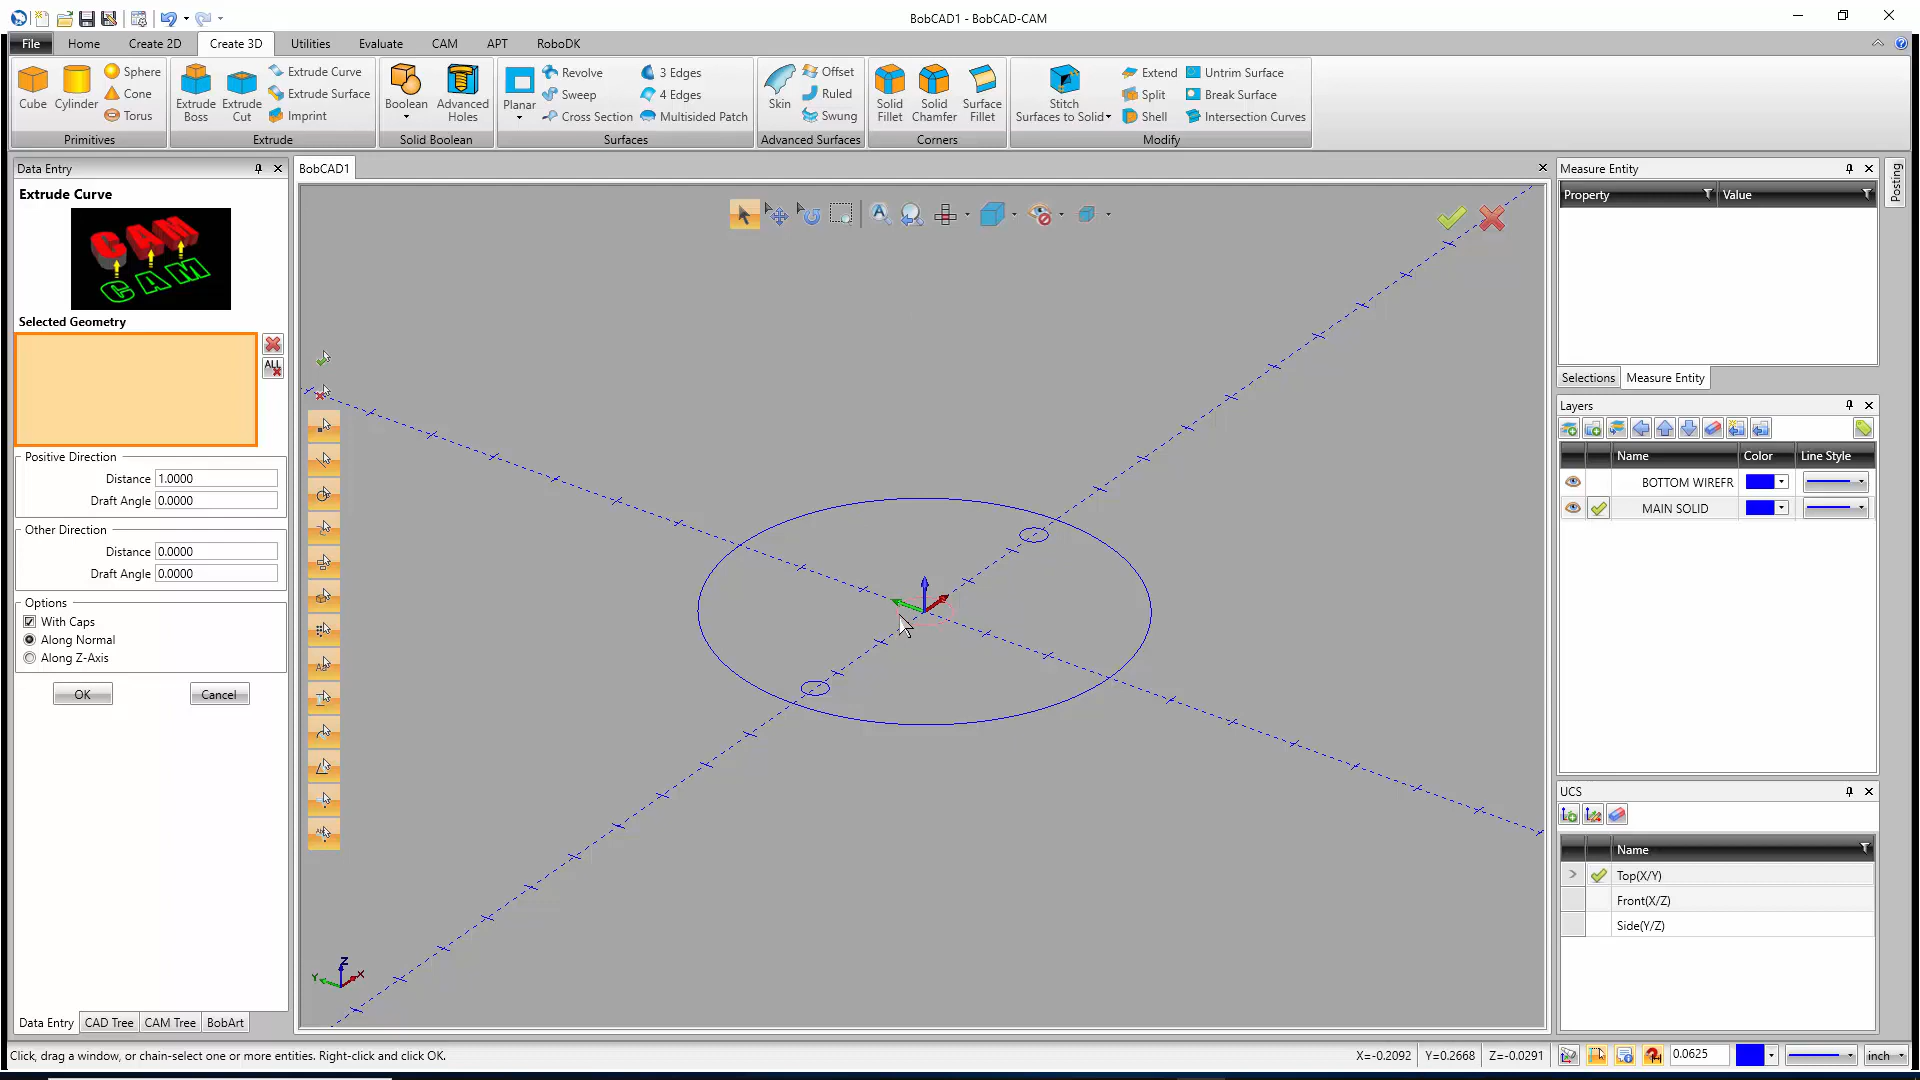 BobCAD1 - BobCAD-CAM
File Home Create 2D Create 3D Utilities Evaluate CAM APT RoboDK
Cube Cylinder Sphere Cone Torus
Primitives
Extrude Boss Extrude Cut Extrude Curve Extrude Surface Imprint
Extrude
Boolean Advanced Holes
Solid Boolean
Planar Revolve Sweep Cross Section 3 Edges 4 Edges Multisided Patch
Surfaces
Skin Offset Ruled Swung
Advanced Surfaces
Solid Fillet Solid Chamfer Surface Fillet
Corners
Stitch Surfaces to Solid Extend Split Shell Untrim Surface Break Surface Intersection Curves
Modify
Data Entry
Extrude Curve
CAM
CAM
Selected Geometry
ALL
Positive Direction
Distance 1.0000
Draft Angle 0.0000
Other Direction
Distance 0.0000
Draft Angle 0.0000
Options
With Caps
Along Normal
Along Z-Axis
OK Cancel
Data Entry CAD Tree CAM Tree BobArt
BobCAD1
Z
Y X
Measure Entity
Property Value
Selections Measure Entity
Posting
Layers
Name Color Line Style
BOTTOM WIREFR
MAIN SOLID
UCS
Name
Top(X/Y)
Front(X/Z)
Side(Y/Z)
Click, drag a window, or chain-select one or more entities. Right-click and click OK.
X=-0.2092 Y=0.2668 Z=-0.0291 0.0625 inch